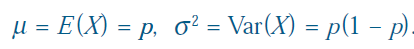 μ = E(X) = p, σ² = Var(X) = p(1 − p).